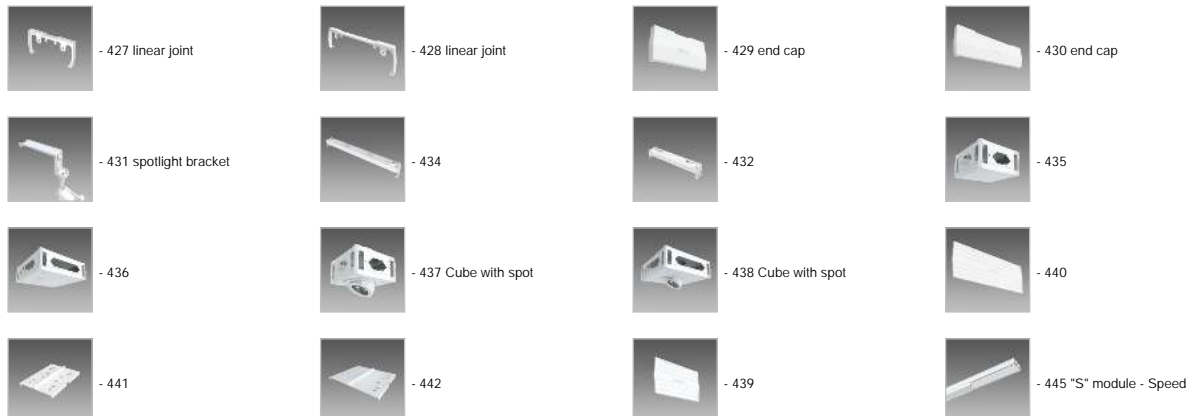 - 427 linear joint
- 428 linear joint
- 429 end cap
- 430 end cap
- 431 spotlight bracket
- 434
- 432
- 435
- 436
- 437 Cube with spot
- 438 Cube with spot
- 440
- 441
- 442
- 439
- 445 "S" module - Speed